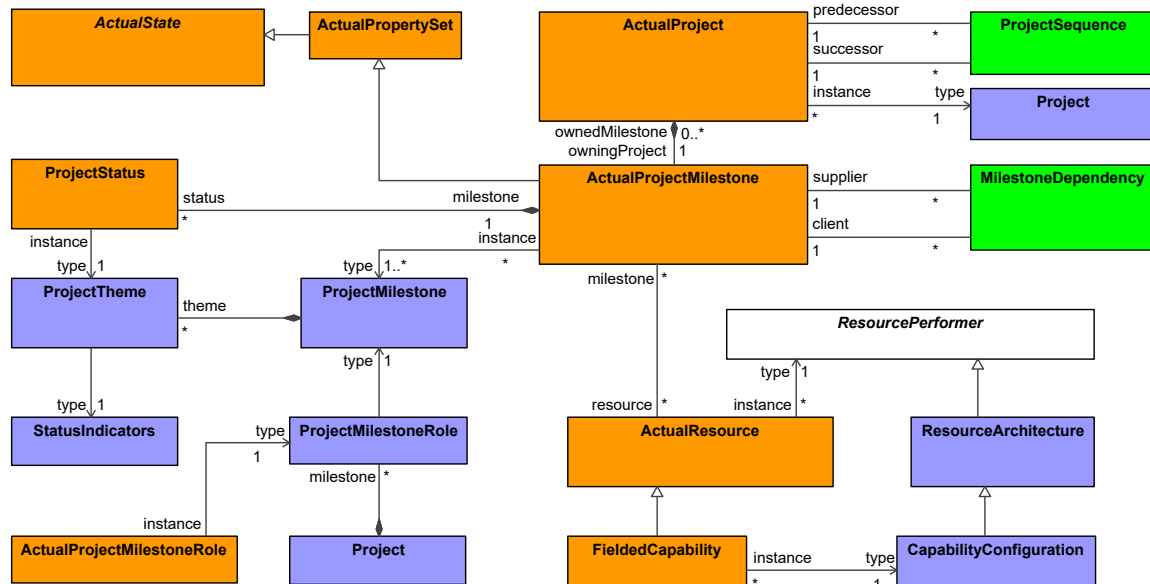 ActualState
ActualPropertySet
ActualProject
predecessor
1
*
successor
1
*
ProjectSequence
instance
type
*
1
Project
ownedMilestone
0..*
owningProject
1
ProjectStatus
status
*
milestone
1
ActualProjectMilestone
supplier
1
*
MilestoneDependency
client
1
*
instance
type
1
instance
*
type
1..*
ProjectTheme
theme
*
ProjectMilestone
milestone
*
ResourcePerformer
type
1
type
1
resource
*
instance
*
type
1
StatusIndicators
type
1
ProjectMilestoneRole
ActualResource
ResourceArchitecture
milestone
*
instance
ActualProjectMilestoneRole
Project
FieldedCapability
instance
*
type
1
CapabilityConfiguration